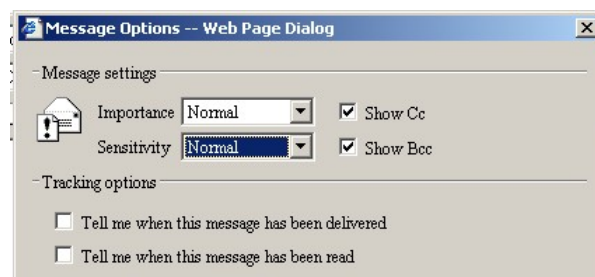 Message Options -- Web Page Dialog
Message settings
Importance Normal Show Cc
Sensitivity Normal Show Bcc
Tracking options
Tell me when this message has been delivered
Tell me when this message has been read